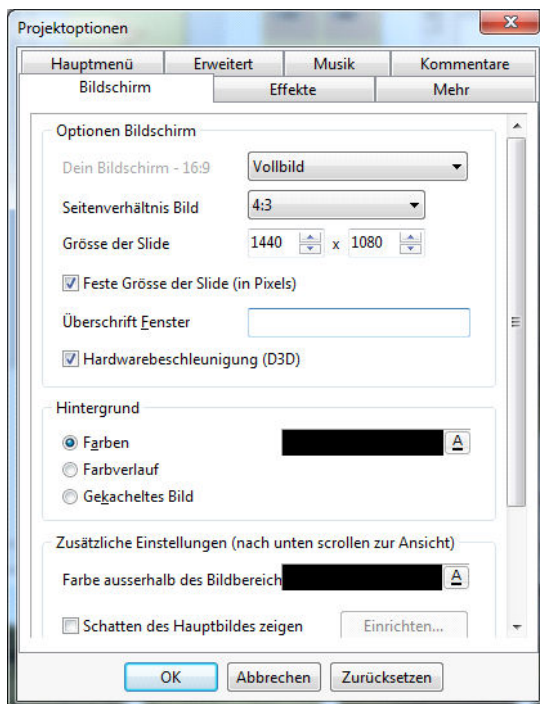 Projektoptionen
Hauptmenü Erweitert Musik Kommentare
Bildschirm Effekte Mehr
Optionen Bildschirm
Dein Bildschirm - 16:9 Vollbild
Seitenverhältnis Bild 4:3
Grösse der Slide 1440 x 1080
Feste Grösse der Slide (in Pixels)
Überschrift Fenster
Hardwarebeschleunigung (D3D)
Hintergrund
Farben A
Farbverlauf
Gekacheltes Bild
Zusätzliche Einstellungen (nach unten scrollen zur Ansicht)
Farbe ausserhalb des Bildbereich A
Schatten des Hauptbildes zeigen Einrichten...
OK Abbrechen Zurücksetzen